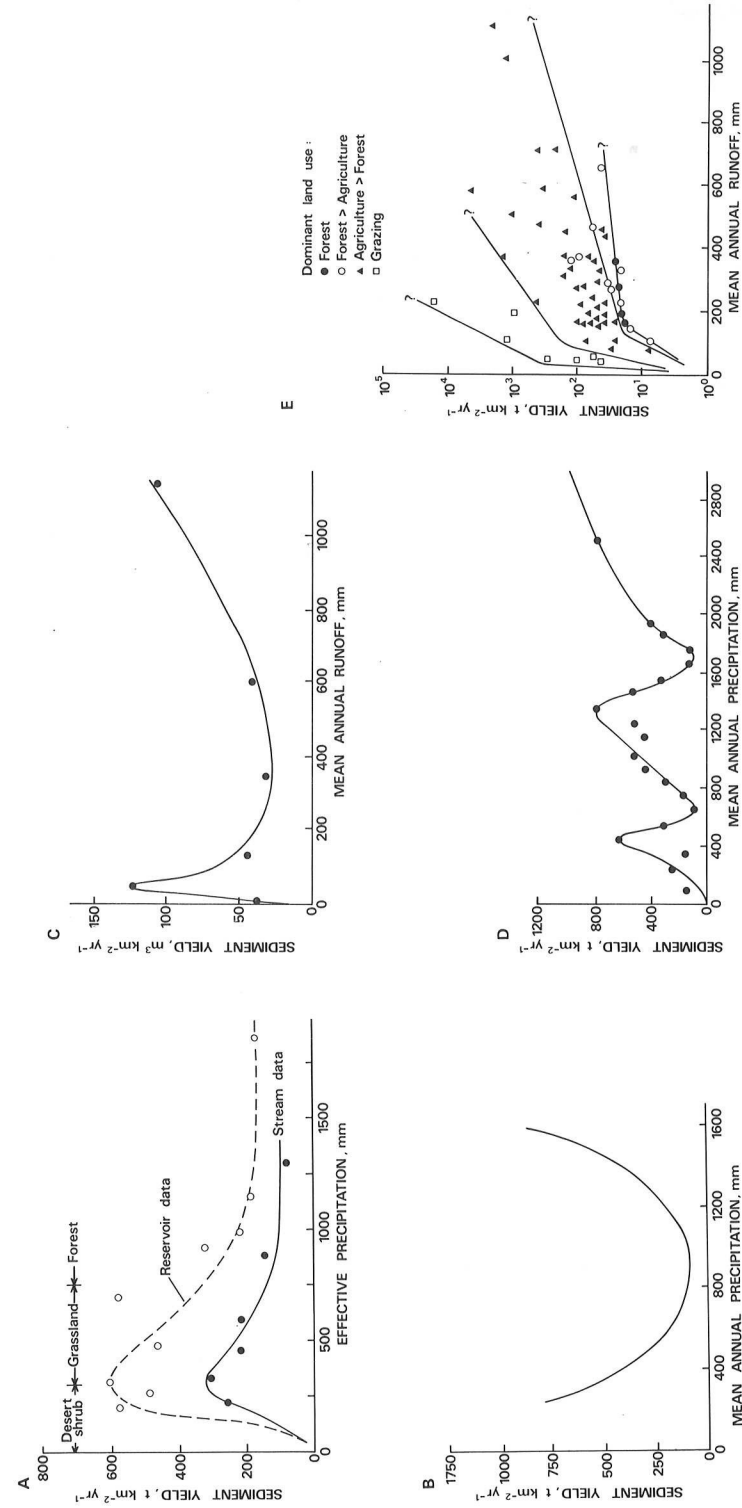 A
800
600
400
200
0
SEDIMENT YIELD, t km⁻² yr⁻¹
Desert
shrub
Grassland
Forest
Reservoir data
Stream data
0
500
1000
1500
EFFECTIVE PRECIPITATION, mm
B
1750
1000
750
500
250
0
SEDIMENT YIELD, t km⁻² yr⁻¹
0
400
800
1200
1600
MEAN ANNUAL PRECIPITATION, mm
C
150
100
50
0
SEDIMENT YIELD, m³ km⁻² yr⁻¹
0
200
400
600
800
1000
MEAN ANNUAL RUNOFF, mm
D
1200
800
400
0
SEDIMENT YIELD, t km⁻² yr⁻¹
0
400
800
1200
1600
2000
2400
2800
MEAN ANNUAL PRECIPITATION, mm
E
Dominant land use :
Forest
Forest > Agriculture
Agriculture > Forest
Grazing
?
?
?
?
10⁵
10⁴
10³
10²
10¹
10⁰
SEDIMENT YIELD, t km⁻² yr⁻¹
0
200
400
600
800
1000
MEAN ANNUAL RUNOFF, mm